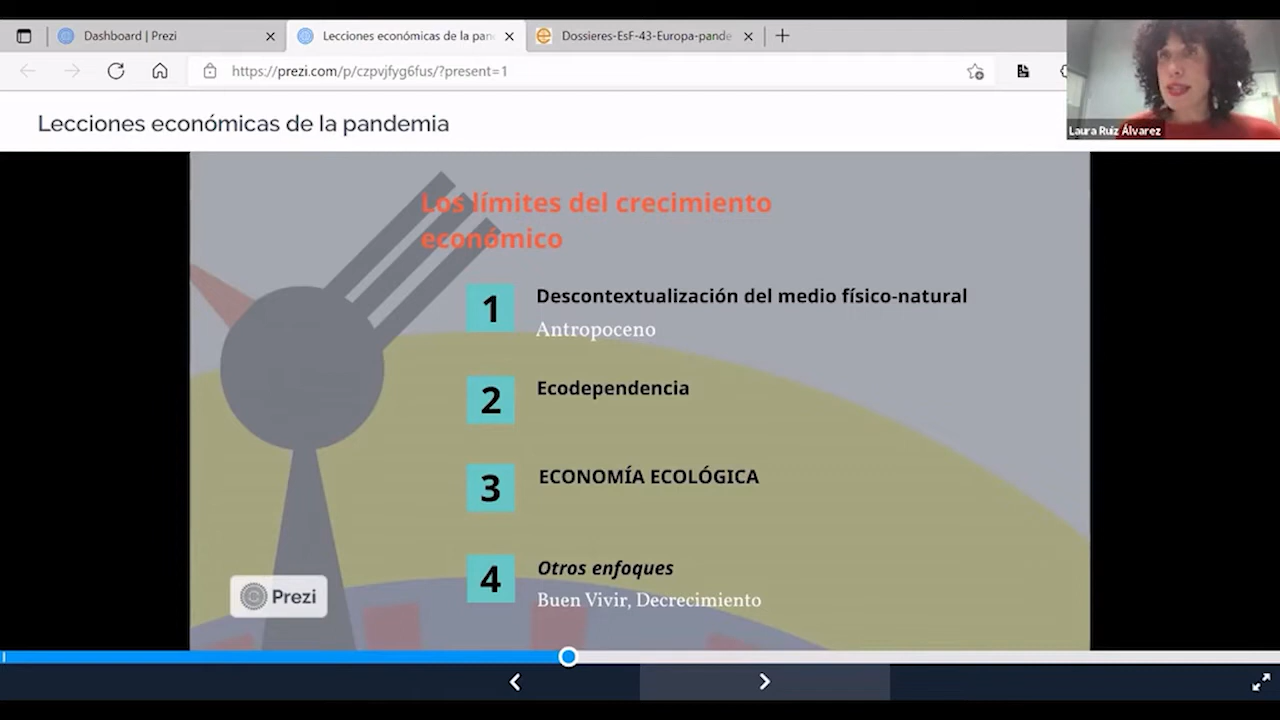 Dashboard | Prezi
Lecciones económicas de la pan
Dossieres-EsF-43-Europa-pande
https://prezi.com/p/czpvjfyg6fus/?present=1
Laura Ruiz Álvarez
Lecciones económicas de la pandemia
Los límites del crecimiento
económico
1
Descontextualización del medio físico-natural
Antropoceno
2
Ecodependencia
3
ECONOMÍA ECOLÓGICA
4
Otros enfoques
Buen Vivir, Decrecimiento
Prezi